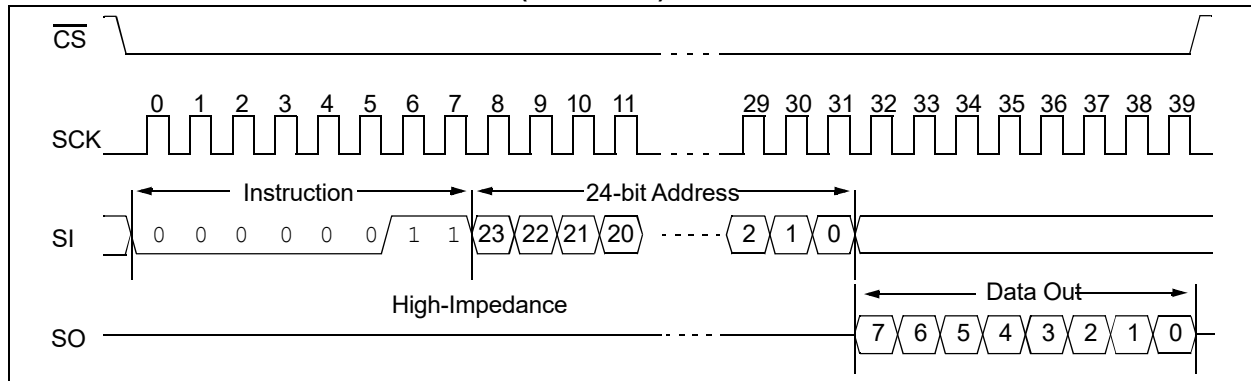 CS
0 1 2 3 4 5 6 7 8 9 10 11 29 30 31 32 33 34 35 36 37 38 39
SCK
Instruction 24-bit Address
SI 0 0 0 0 0 0 1 1 23 22 21 20 2 1 0
High-Impedance Data Out
SO 7 6 5 4 3 2 1 0